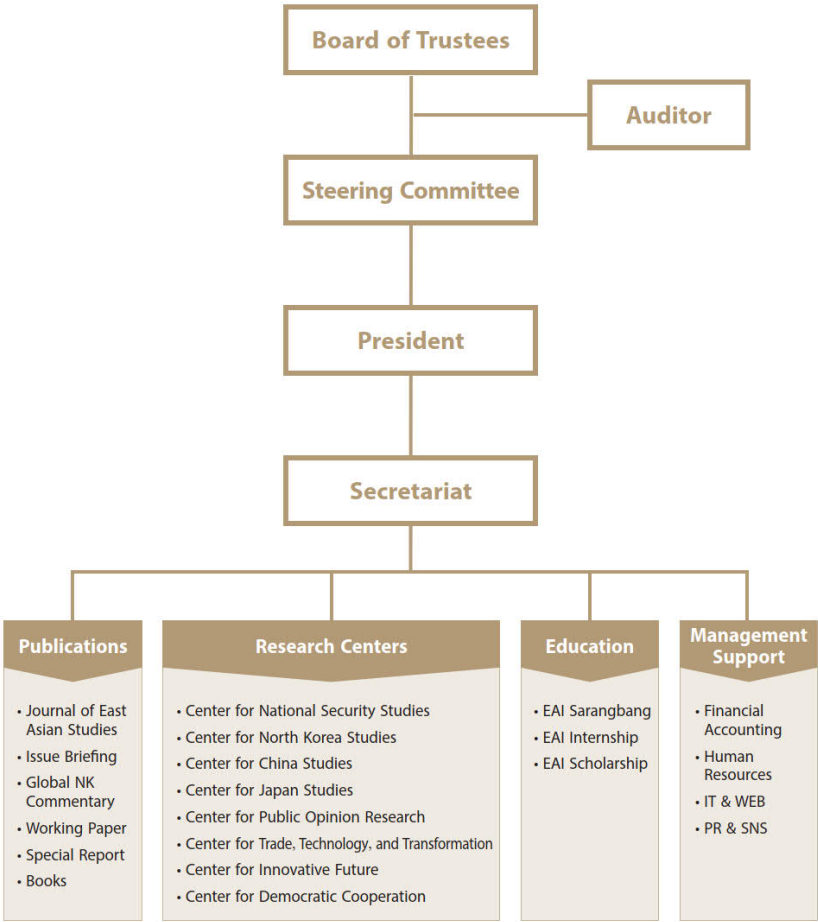 Board of Trustees
Auditor
Steering Committee
President
Secretariat
Publications
• Journal of East
Asian Studies
• Issue Briefing
• Global NK
Commentary
• Working Paper
• Special Report
• Books
Research Centers
• Center for National Security Studies
• Center for North Korea Studies
• Center for China Studies
• Center for Japan Studies
• Center for Public Opinion Research
• Center for Trade, Technology, and Transformation
• Center for Innovative Future
• Center for Democratic Cooperation
Education
• EAI Sarangbang
• EAI Internship
• EAI Scholarship
Management
Support
• Financial
Accounting
• Human
Resources
• IT & WEB
• PR & SNS